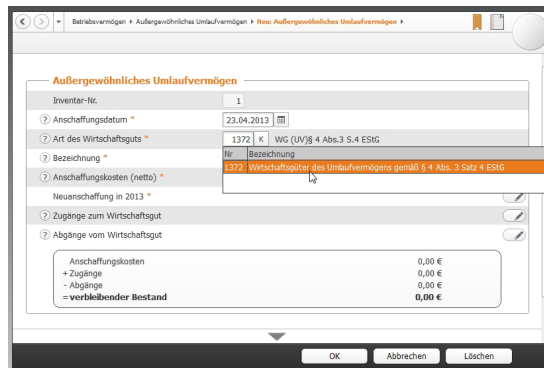 Betriebsvermögen ▸ Außergewöhnliches Umlaufvermögen ▸ Neu: Außergewöhnliches Umlaufvermögen ▸
Außergewöhnliches Umlaufvermögen
Inventar-Nr. 1
? Anschaffungsdatum * 23.04.2013
? Art des Wirtschaftsguts * 1372 K WG (UV)§ 4 Abs.3 S.4 EStG
? Bezeichnung *
Nr Bezeichnung
1372 Wirtschaftsgüter des Umlaufvermögens gemäß § 4 Abs. 3 Satz 4 EStG
? Anschaffungskosten (netto) *
Neuanschaffung in 2013 *
? Zugänge zum Wirtschaftsgut
? Abgänge vom Wirtschaftsgut
Anschaffungskosten 0,00 €
+ Zugänge 0,00 €
- Abgänge 0,00 €
= verbleibender Bestand 0,00 €
OK Abbrechen Löschen